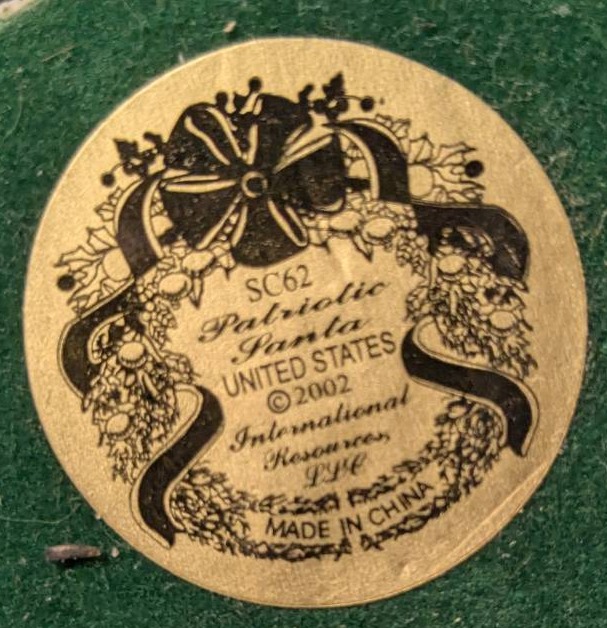 SC62
Patriotic
Santa
UNITED STATES
©2002
International
Resources,
LLC
MADE IN CHINA